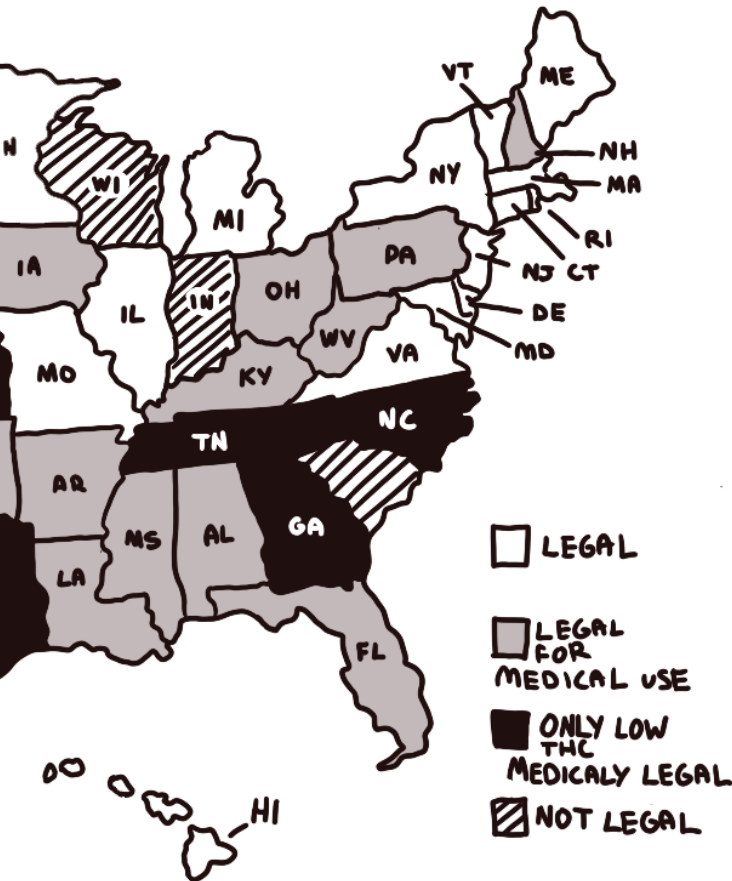 VT
ME
N
WI
NY
NH
MA
MI
RI
IA
PA
NJ
CT
OH
IL
IN
DE
WV
MD
VA
MO
KY
NC
TN
AR
GA
MS
AL
LEGAL
LA
LEGAL
FOR
MEDICAL USE
FL
ONLY LOW
THC
MEDICALY LEGAL
HI
NOT LEGAL